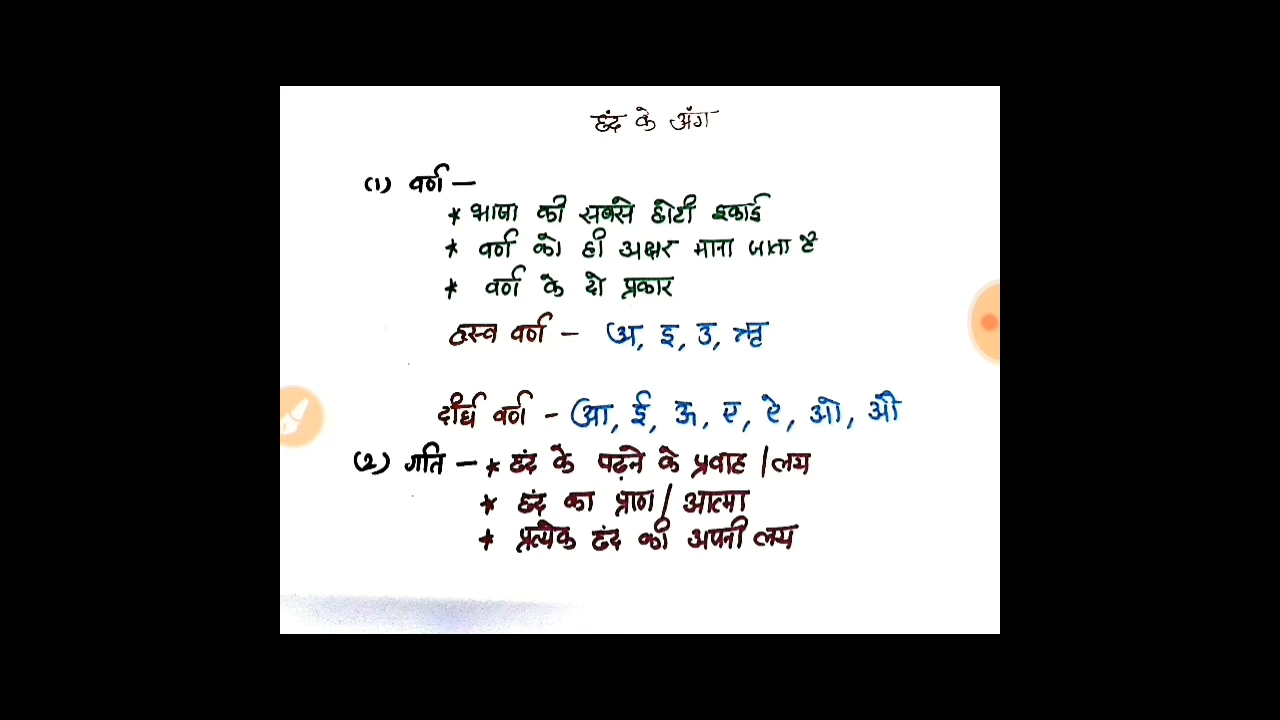 छंद के अंग
(1) वर्ण —
* भाषा की सबसे छोटी इकाई
* वर्ण को ही अक्षर माना जाता है
* वर्ण के दो प्रकार
ह्रस्व वर्ण — अ, इ, उ, ऋ
दीर्घ वर्ण - आ, ई, ऊ, ए, ऐ, ओ, औ
(2) गति — * छंद के पढ़ने के प्रवाह / लय
* छंद का प्राण / आत्मा
* प्रत्येक छंद की अपनी लय